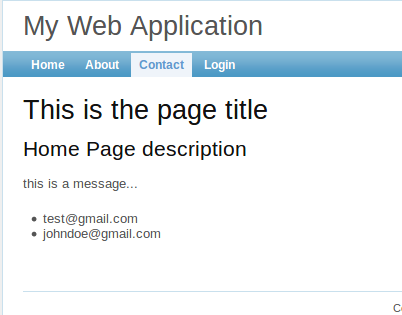 My Web Application
Home About Contact Login
This is the page title
Home Page description
this is a message...
test@gmail.com
johndoe@gmail.com